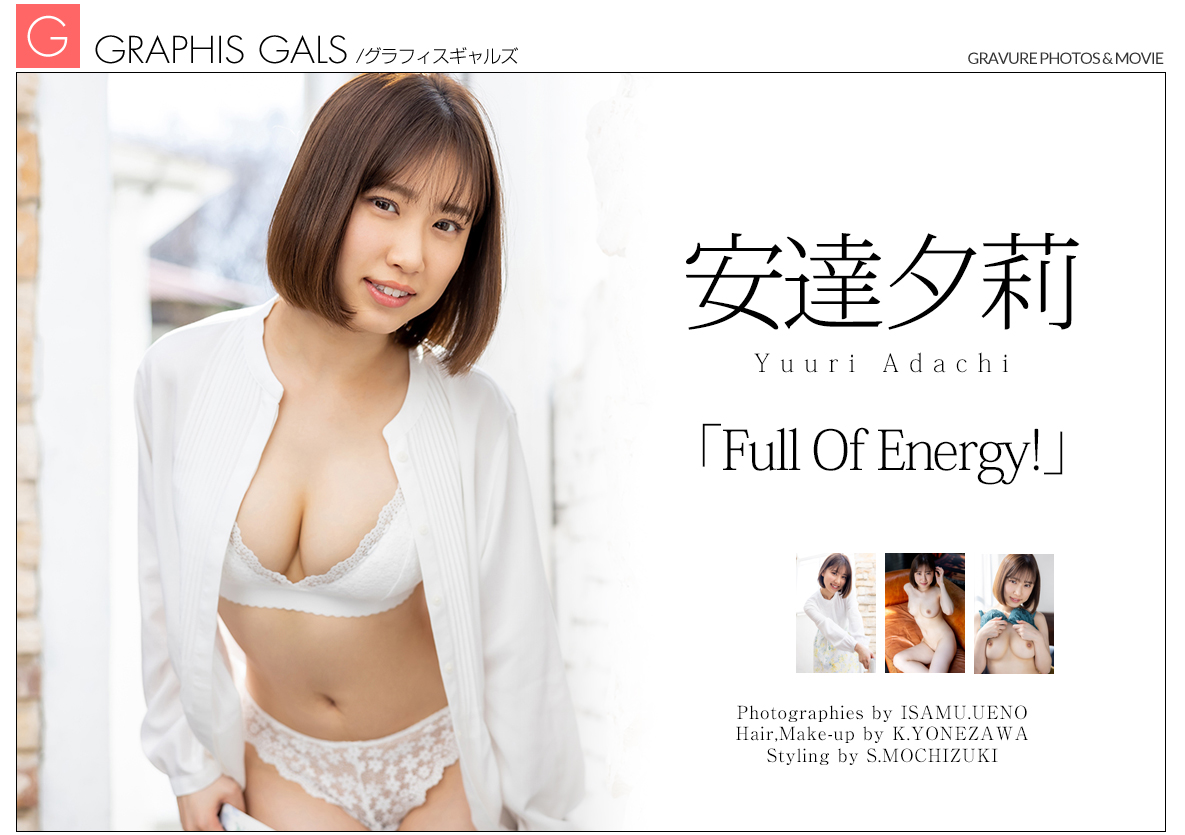 G
GRAPHIS GALS /グラフィスギャルズ
GRAVURE PHOTOS & MOVIE
安達夕莉
Yuuri Adachi
「Full Of Energy!」
Photographies by ISAMU.UENO
Hair,Make-up by K.YONEZAWA
Styling by S.MOCHIZUKI